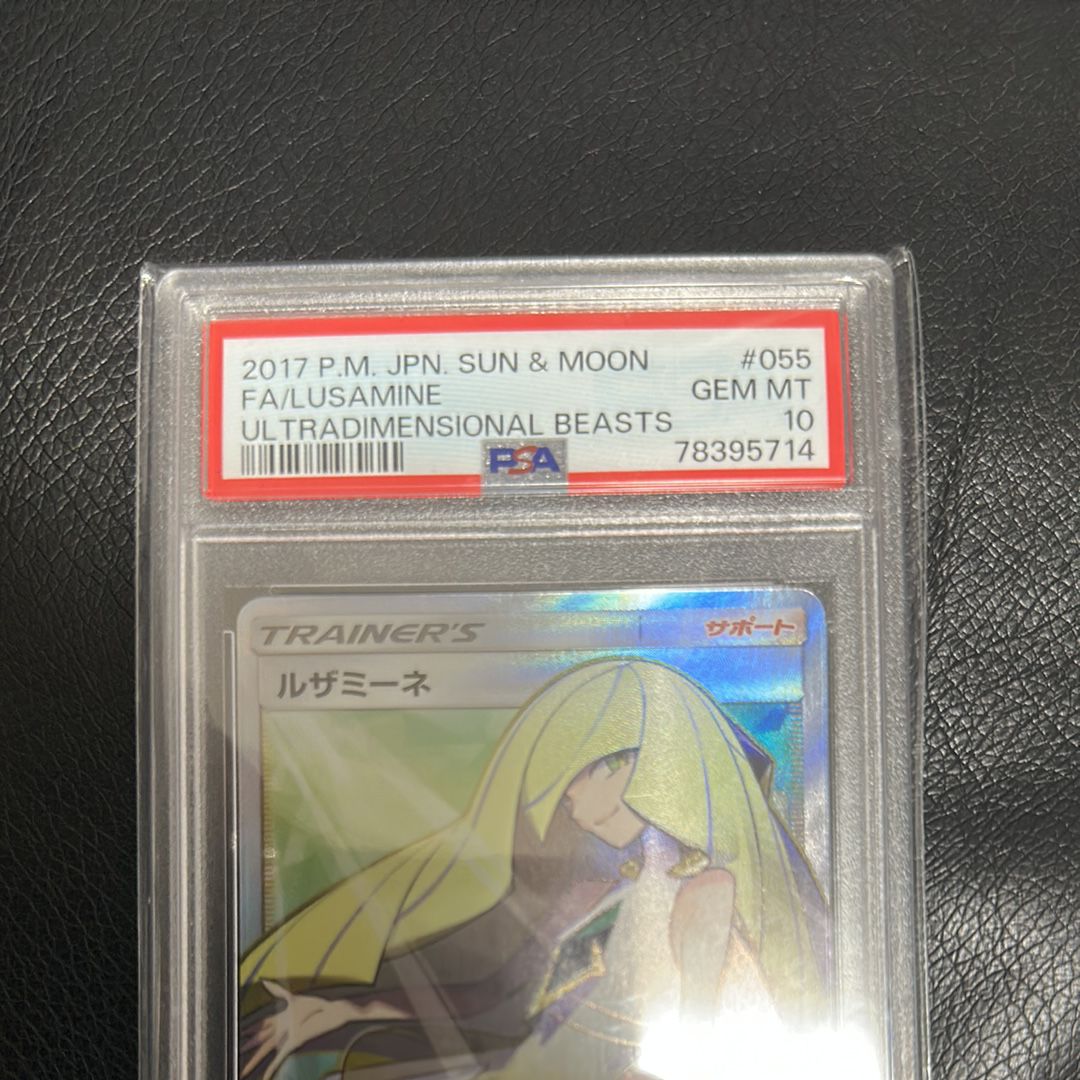 2017 P.M. JPN. SUN & MOON #055
FA/LUSAMINE GEM MT
ULTRADIMENSIONAL BEASTS 10
PSA 78395714
TRAINER'S サポート
ルザミーネ